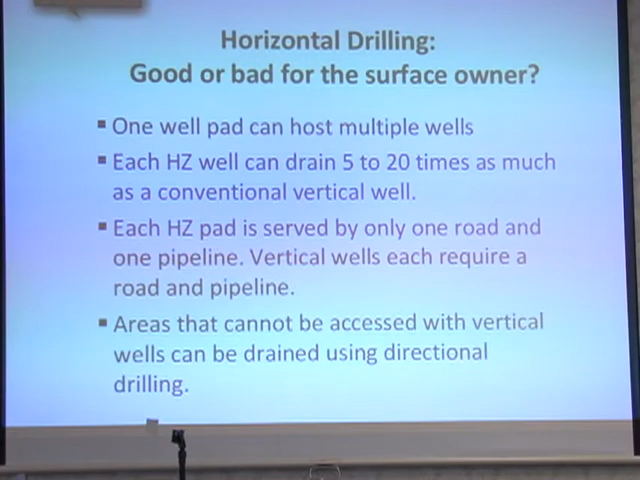 Horizontal Drilling:
Good or bad for the surface owner?
▪ One well pad can host multiple wells
▪ Each HZ well can drain 5 to 20 times as much
as a conventional vertical well.
▪ Each HZ pad is served by only one road and
one pipeline. Vertical wells each require a
road and pipeline.
▪ Areas that cannot be accessed with vertical
wells can be drained using directional
drilling.